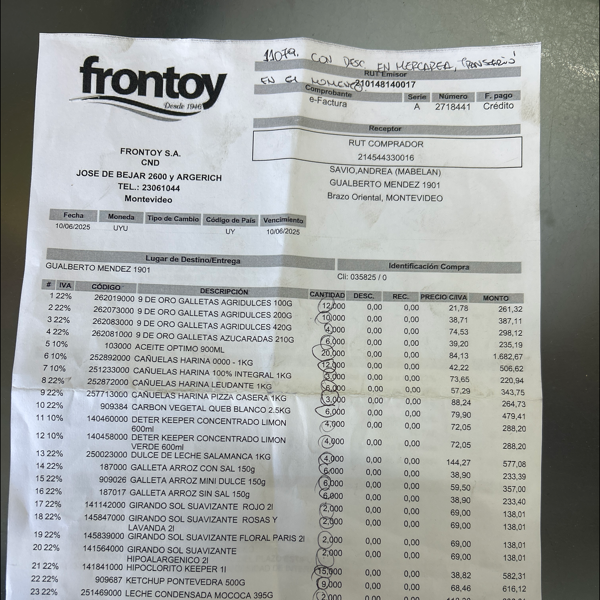 11079. CON DESC. EN MERCARDEA, TRANSFIRIÓ
EN EL MOMENTO.
frontoy
Desde 1946
RUT Emisor
210148140017
Comprobante Serie Número F. pago
e-Factura A 2718441 Crédito
Receptor
RUT COMPRADOR
214544330016
SAVIO,ANDREA (MABELAN)
GUALBERTO MENDEZ 1901
Brazo Oriental, MONTEVIDEO
FRONTOY S.A.
CND
JOSE DE BEJAR 2600 y ARGERICH
TEL.: 23061044
Montevideo
Fecha Moneda Tipo de Cambio Código de País Vencimiento
10/06/2025 UYU UY 10/06/2025
Lugar de Destino/Entrega Identificación Compra
GUALBERTO MENDEZ 1901 Cli: 035825 / 0
# IVA CÓDIGO DESCRIPCIÓN CANTIDAD DESC. REC. PRECIO C/IVA MONTO
1 22% 262019000 9 DE ORO GALLETAS AGRIDULCES 100G 12,000 0,00 0,00 21,78 261,32
2 22% 262073000 9 DE ORO GALLETAS AGRIDULCES 200G 10,000 0,00 0,00 38,71 387,11
3 22% 262083000 9 DE ORO GALLETAS AGRIDULCES 420G 4,000 0,00 0,00 74,53 298,12
4 22% 262081000 9 DE ORO GALLETAS AZUCARADAS 210G 6,000 0,00 0,00 39,20 235,19
5 10% 103000 ACEITE OPTIMO 900ML 20,000 0,00 0,00 84,13 1.682,67
6 10% 252892000 CAÑUELAS HARINA 0000 - 1KG 12,000 0,00 0,00 42,22 506,62
7 10% 251233000 CAÑUELAS HARINA 100% INTEGRAL 1KG 3,000 0,00 0,00 73,65 220,94
8 22% 252872000 CAÑUELAS HARINA LEUDANTE 1KG 6,000 0,00 0,00 57,29 343,75
9 22% 257713000 CAÑUELAS HARINA PIZZA CASERA 1KG 3,000 0,00 0,00 88,24 264,73
10 22% 909384 CARBON VEGETAL QUEB BLANCO 2.5KG 6,000 0,00 0,00 79,90 479,41
11 10% 140460000 DETER KEEPER CONCENTRADO LIMON 4,000 0,00 0,00 72,05 288,20
600ml
12 10% 140458000 DETER KEEPER CONCENTRADO LIMON 4,000 0,00 0,00 72,05 288,20
VERDE 600ml
13 22% 250023000 DULCE DE LECHE SALAMANCA 1KG 4,000 0,00 0,00 144,27 577,08
14 22% 187000 GALLETA ARROZ CON SAL 150g 6,000 0,00 0,00 38,90 233,39
15 22% 909026 GALLETA ARROZ MINI DULCE 150g 6,000 0,00 0,00 59,50 357,00
16 22% 187017 GALLETA ARROZ SIN SAL 150g 6,000 0,00 0,00 38,90 233,40
17 22% 141142000 GIRANDO SOL SUAVIZANTE ROJO 2l 2,000 0,00 0,00 69,00 138,01
18 22% 145847000 GIRANDO SOL SUAVIZANTE ROSAS Y 2,000 0,00 0,00 69,00 138,01
LAVANDA 2l
19 22% 145839000 GIRANDO SOL SUAVIZANTE FLORAL PARIS 2l 2,000 0,00 0,00 69,00 138,01
20 22% 141564000 GIRANDO SOL SUAVIZANTE 2,000 0,00 0,00 69,00 138,01
HIPOALARGENICO 2l
21 22% 141841000 HIPOCLORITO KEEPER 1l 15,000 0,00 0,00 38,82 582,31
22 22% 909687 KETCHUP PONTEVEDRA 500G 9,000 0,00 0,00 68,46 616,12
23 22% 251469000 LECHE CONDENSADA MOCOCA 395G 2,000 0,00 0,00